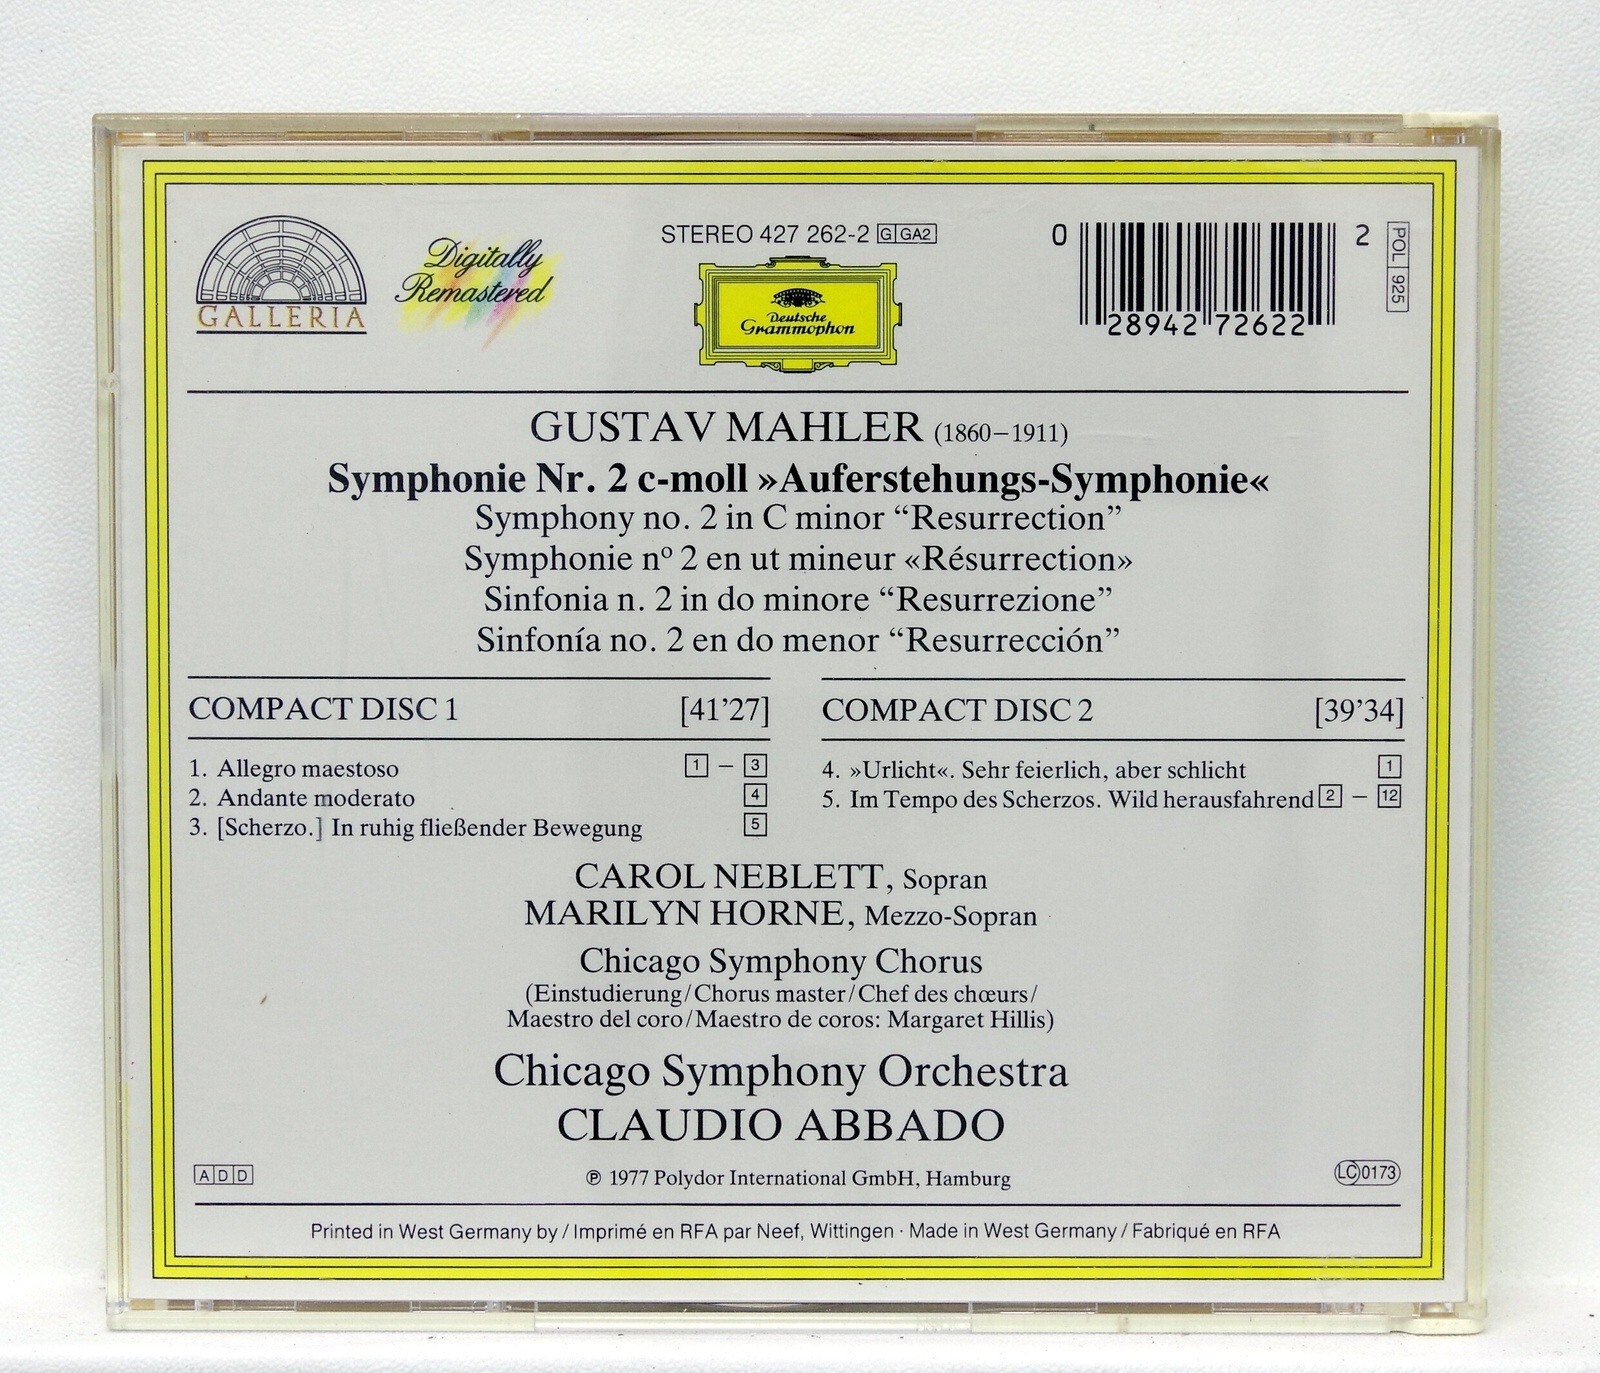 GALLERIA
Digitally
Remastered
STEREO 427 262-2 G GA2
Deutsche
Grammophon
0 28942 72622 2
POL 925
GUSTAV MAHLER (1860–1911)
Symphonie Nr. 2 c-moll »Auferstehungs-Symphonie«
Symphony no. 2 in C minor “Resurrection”
Symphonie nº 2 en ut mineur «Résurrection»
Sinfonia n. 2 in do minore “Resurrezione”
Sinfonía no. 2 en do menor “Resurrección”
COMPACT DISC 1 [41’27]
1. Allegro maestoso 1 – 3
2. Andante moderato 4
3. [Scherzo.] In ruhig fließender Bewegung 5
COMPACT DISC 2 [39’34]
4. »Urlicht«. Sehr feierlich, aber schlicht 1
5. Im Tempo des Scherzos. Wild herausfahrend 2 – 12
CAROL NEBLETT, Sopran
MARILYN HORNE, Mezzo-Sopran
Chicago Symphony Chorus
(Einstudierung/Chorus master/Chef des chœurs/
Maestro del coro/Maestro de coros: Margaret Hillis)
Chicago Symphony Orchestra
CLAUDIO ABBADO
ADD
℗ 1977 Polydor International GmbH, Hamburg
LC 0173
Printed in West Germany by / Imprimé en RFA par Neef, Wittingen · Made in West Germany / Fabriqué en RFA